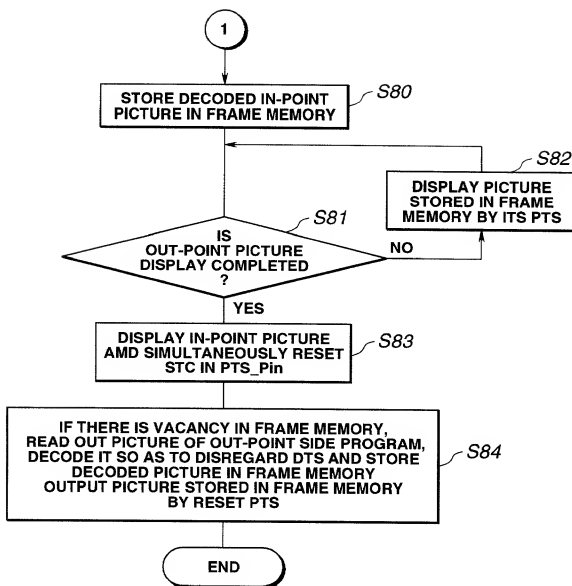 1
STORE DECODED IN-POINT
PICTURE IN FRAME MEMORY
S80
S82
DISPLAY PICTURE
STORED IN FRAME
MEMORY BY ITS PTS
S81
IS
OUT-POINT PICTURE
DISPLAY COMPLETED
?
NO
YES
DISPLAY IN-POINT PICTURE
AMD SIMULTANEOUSLY RESET
STC IN PTS_Pin
S83
IF THERE IS VACANCY IN FRAME MEMORY,
READ OUT PICTURE OF OUT-POINT SIDE PROGRAM,
DECODE IT SO AS TO DISREGARD DTS AND STORE
DECODED PICTURE IN FRAME MEMORY
OUTPUT PICTURE STORED IN FRAME MEMORY
BY RESET PTS
S84
END